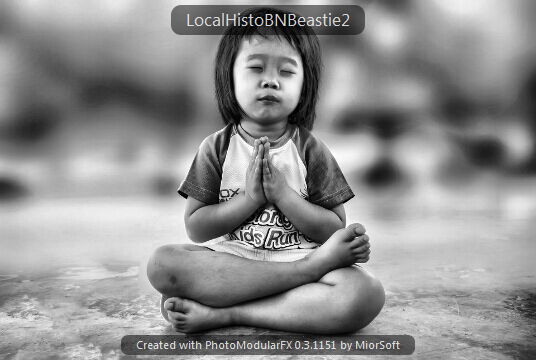 LocalHistoBNBeastie2
Kids Run
Created with PhotoModularFX 0.3.1151 by MiorSoft